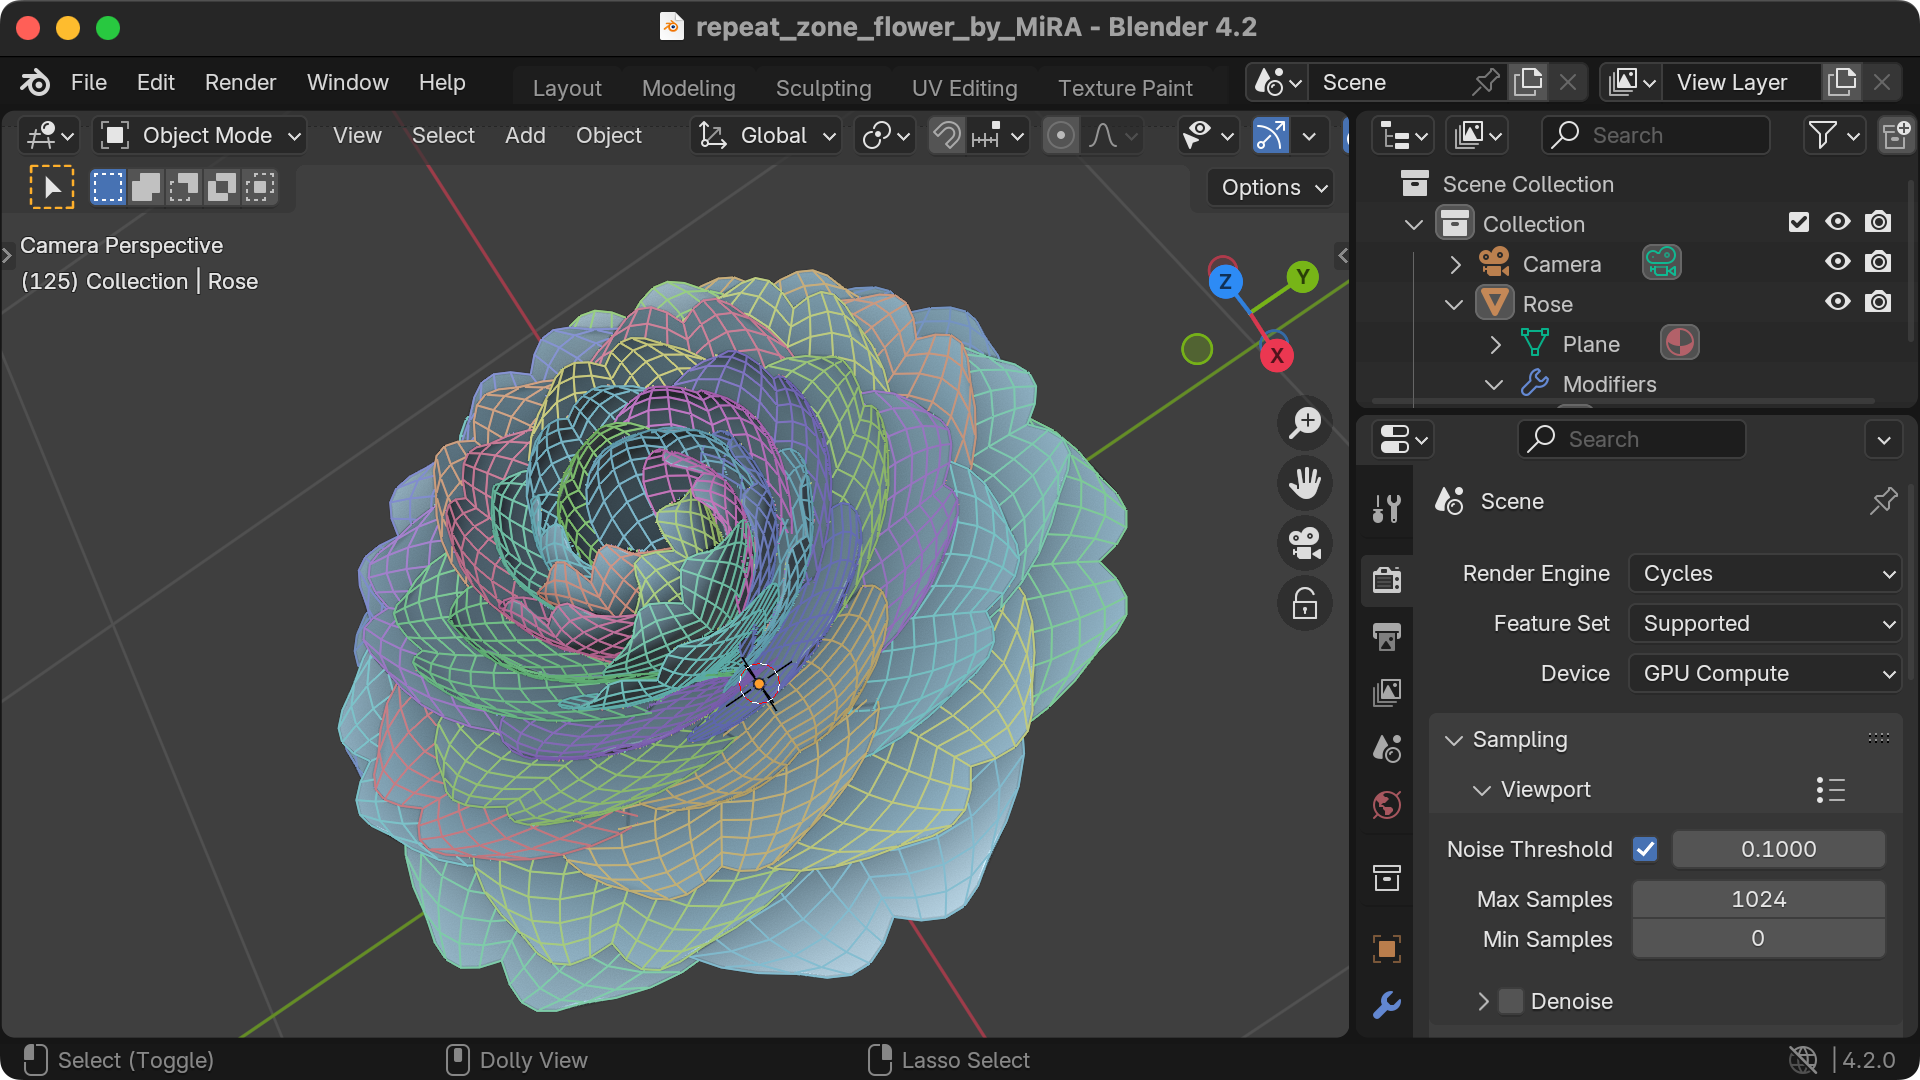 repeat_zone_flower_by_MiRA - Blender 4.2
File Edit Render Window Help Layout Modeling Sculpting UV Editing Texture Paint Scene View Layer
Object Mode View Select Add Object Global
Options
Camera Perspective
(125) Collection | Rose
Z
Y
X
Search
Scene Collection
Collection
Camera
Rose
Plane
Modifiers
Search
Scene
Render Engine Cycles
Feature Set Supported
Device GPU Compute
Sampling
Viewport
Noise Threshold 0.1000
Max Samples 1024
Min Samples 0
Denoise
Select (Toggle) Dolly View Lasso Select 4.2.0